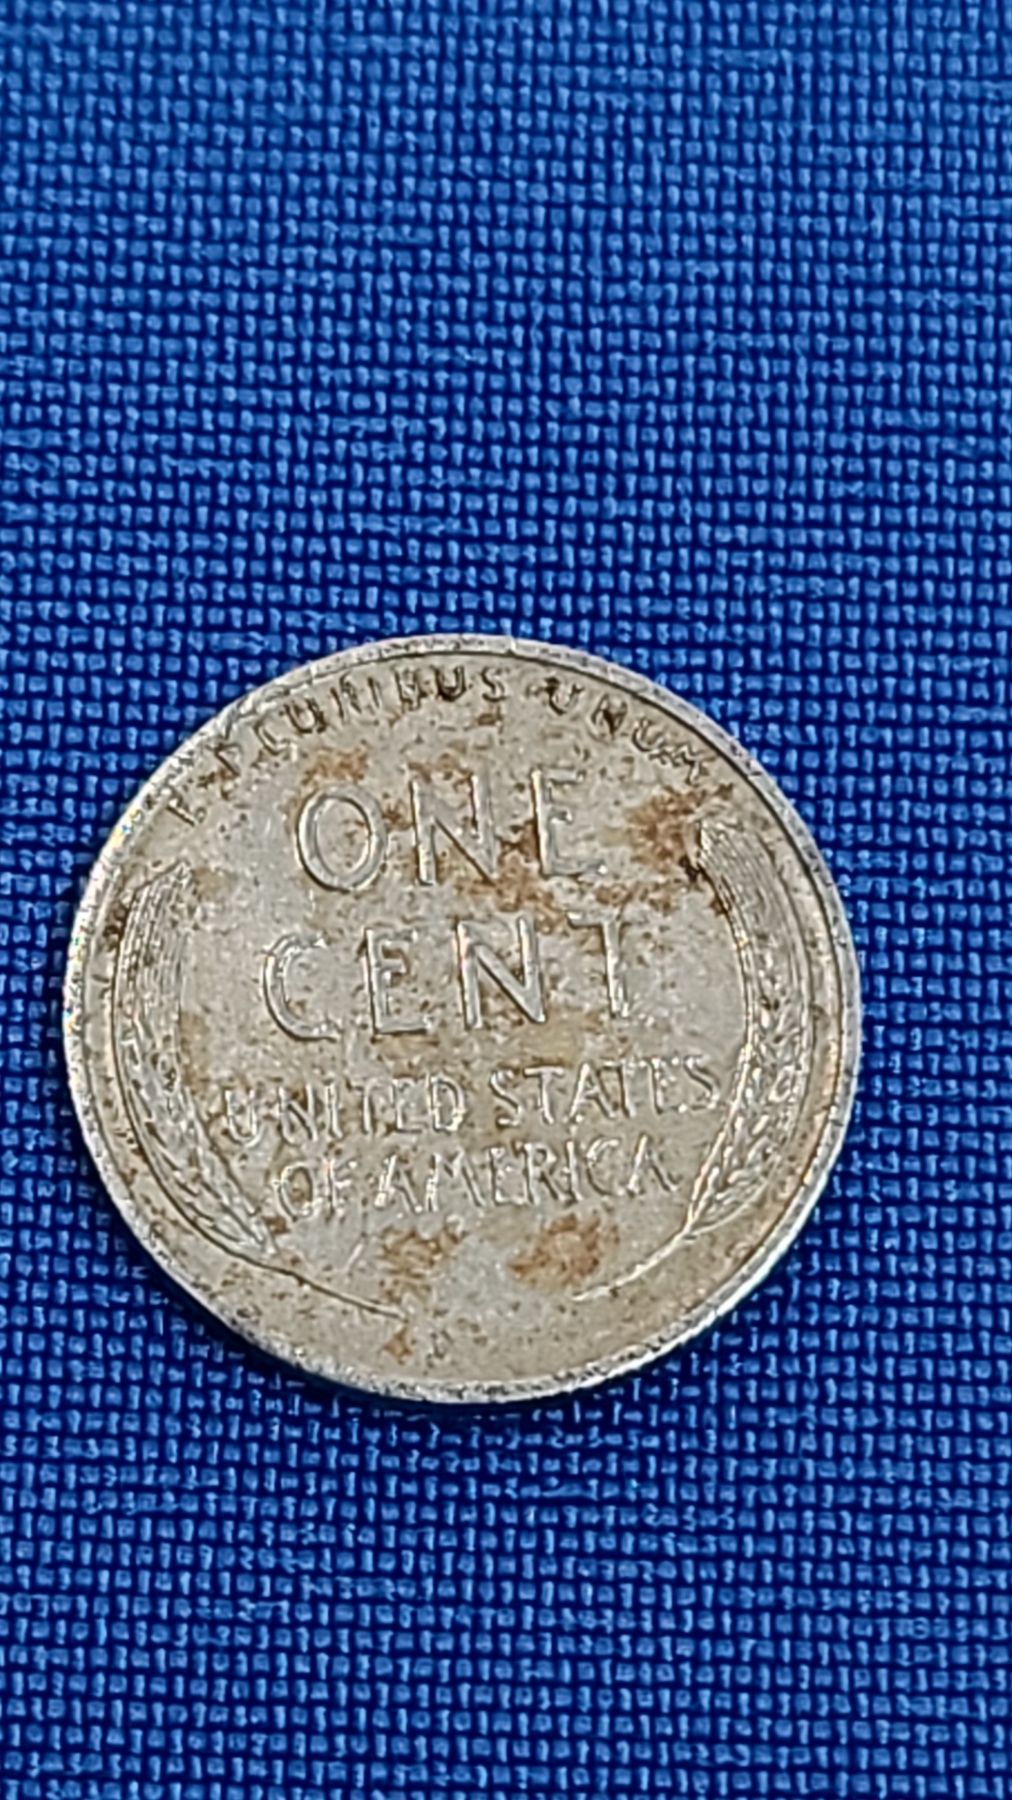 E·PLURIBUS·UNUM
ONE
CENT
UNITED STATES
OF AMERICA